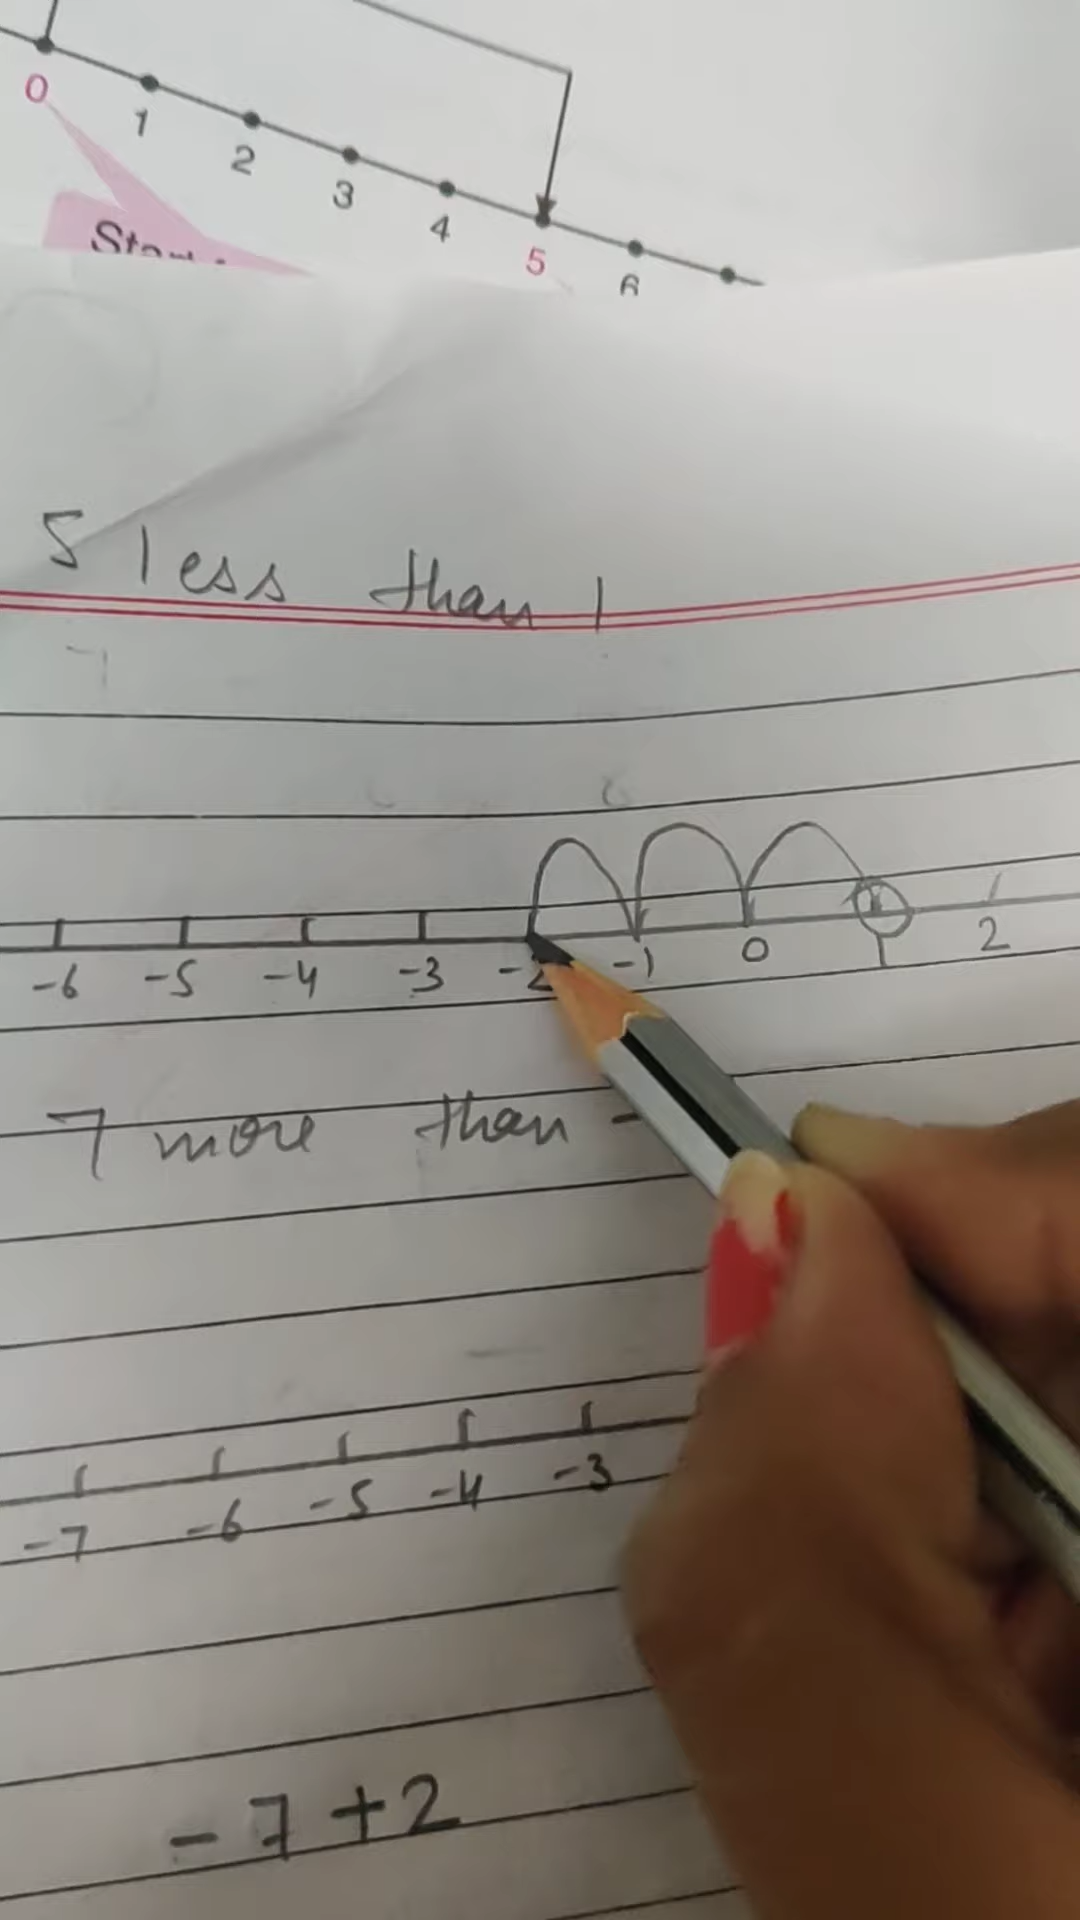 0 1 2 3 4 5 6
5 less than 1
-6 -5 -4 -3 -2 -1 0 1 2
7 more than -
-7 -6 -5 -4 -3
-7+2